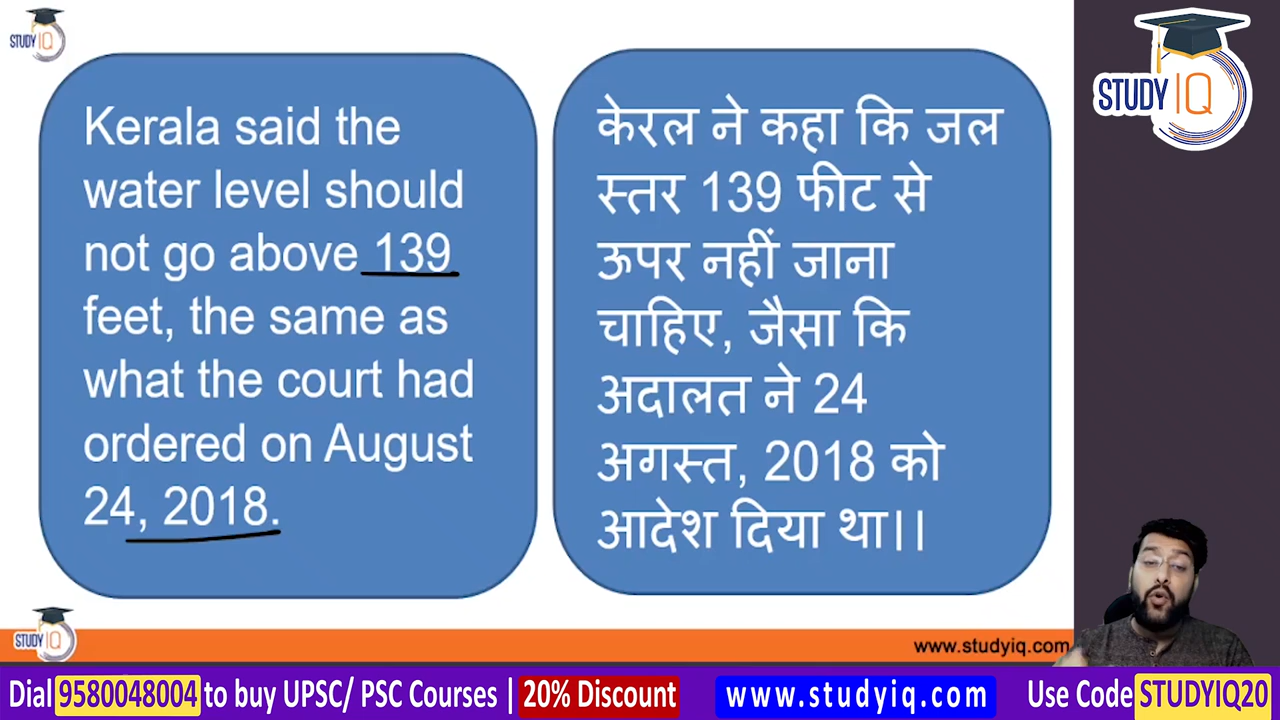 STUDY IQ
Kerala said the
water level should
not go above 139
feet, the same as
what the court had
ordered on August
24, 2018.
केरल ने कहा कि जल
स्तर 139 फीट से
ऊपर नहीं जाना
चाहिए, जैसा कि
अदालत ने 24
अगस्त, 2018 को
आदेश दिया था।।
STUDY IQ
STUDY IQ
www.studyiq.com
Dial 9580048004 to buy UPSC/ PSC Courses | 20% Discount www.studyiq.com Use Code STUDYIQ20